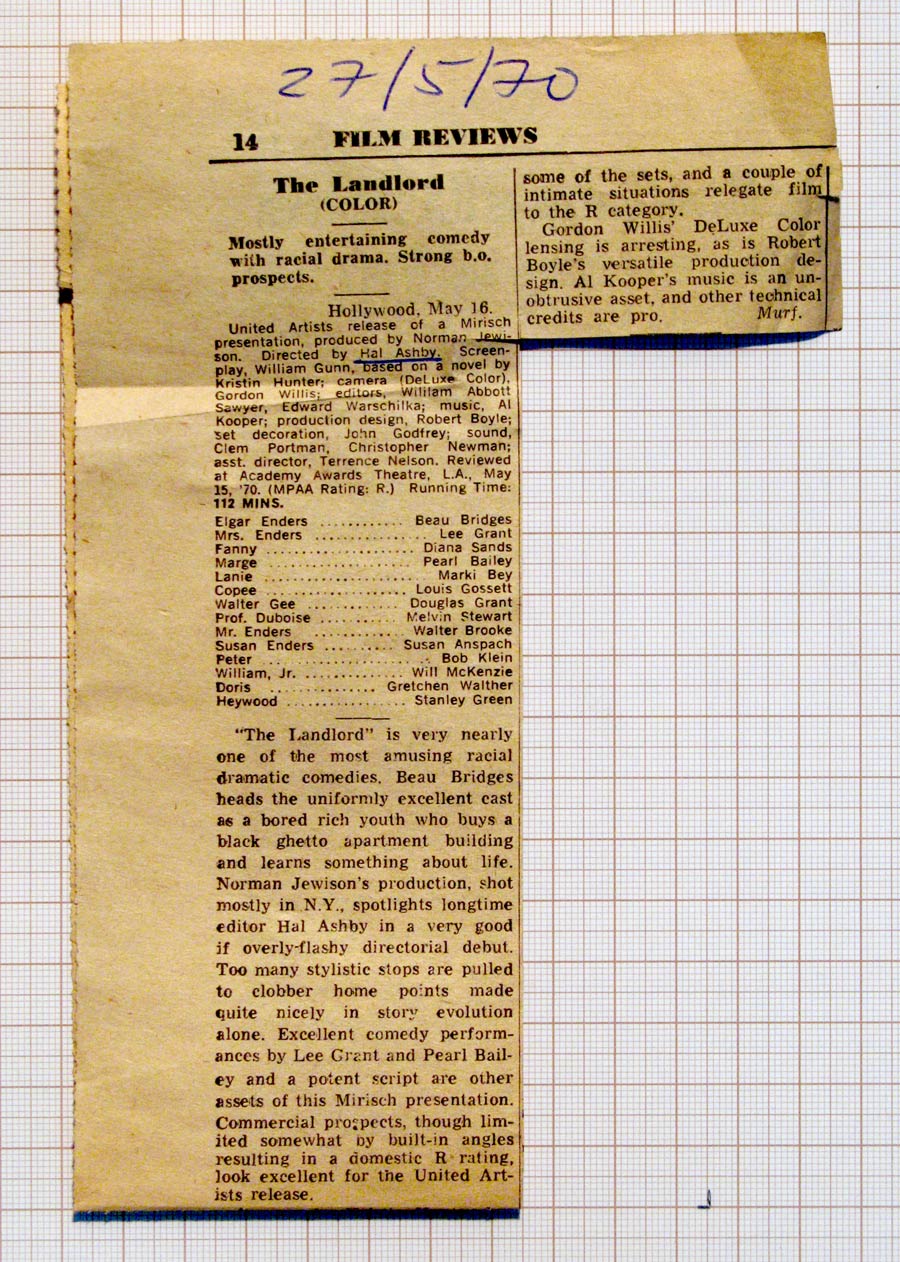 27/5/70
14 FILM REVIEWS
The Landlord
(COLOR)
Mostly entertaining comedy
with racial drama. Strong b.o.
prospects.
Hollywood, May 16.
United Artists release of a Mirisch
presentation, produced by Norman Jewi-
son. Directed by Hal Ashby. Screen-
play, William Gunn, based on a novel by
Kristin Hunter; camera (DeLuxe Color),
Gordon Willis; editors, William Abbott
Sawyer, Edward Warschilka; music, Al
Kooper; production design, Robert Boyle;
set decoration, John Godfrey; sound,
Clem Portman, Christopher Newman;
asst. director, Terrence Nelson. Reviewed
at Academy Awards Theatre, L.A., May
15, '70. (MPAA Rating: R.) Running Time:
112 MINS.
Elgar Enders ............ Beau Bridges
Mrs. Enders .............. Lee Grant
Fanny ...................... Diana Sands
Marge ...................... Pearl Bailey
Lanie ........................ Marki Bey
Copee ..................... Louis Gossett
Walter Gee ............ Douglas Grant
Prof. Duboise .......... Melvin Stewart
Mr. Enders ............ Walter Brooke
Susan Enders ......... Susan Anspach
Peter ........................ Bob Klein
William, Jr. ............. Will McKenzie
Doris .............. Gretchen Walther
Heywood ................ Stanley Green
"The Landlord" is very nearly
one of the most amusing racial
dramatic comedies. Beau Bridges
heads the uniformly excellent cast
as a bored rich youth who buys a
black ghetto apartment building
and learns something about life.
Norman Jewison's production, shot
mostly in N.Y., spotlights longtime
editor Hal Ashby in a very good
if overly-flashy directorial debut.
Too many stylistic stops are pulled
to clobber home points made
quite nicely in story evolution
alone. Excellent comedy perform-
ances by Lee Grant and Pearl Bail-
ey and a potent script are other
assets of this Mirisch presentation.
Commercial prospects, though lim-
ited somewhat by built-in angles
resulting in a domestic R rating,
look excellent for the United Art-
ists release.
some of the sets, and a couple of
intimate situations relegate film
to the R category.
Gordon Willis' DeLuxe Color
lensing is arresting, as is Robert
Boyle's versatile production de-
sign. Al Kooper's music is an un-
obtrusive asset, and other technical
credits are pro. Murf.